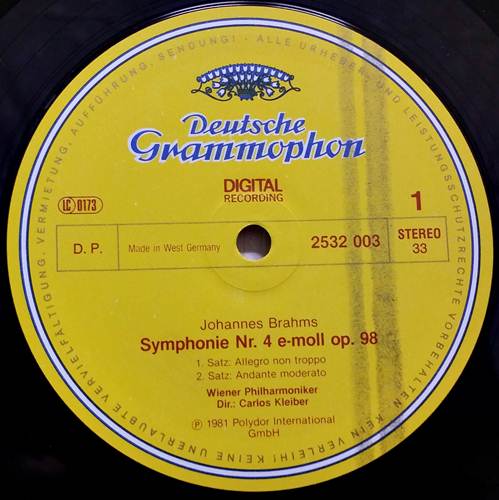 VERMIETUNG, AUFFÜHRUNG, SENDUNG! - ALLE URHEBER- UND LEISTUNGSSCHUTZRECHTE VORBEHALTEN - KEIN VERLEIH! KEINE UNERLAUBTE VERVIELFÄLTIGUNG,
Deutsche
Grammophon
DIGITAL
RECORDING
LC 0173
1
D. P.
Made in West Germany
2532 003
STEREO
33
Johannes Brahms
Symphonie Nr. 4 e-moll op. 98
1. Satz: Allegro non troppo
2. Satz: Andante moderato
Wiener Philharmoniker
Dir.: Carlos Kleiber
Ⓟ 1981 Polydor International
GmbH